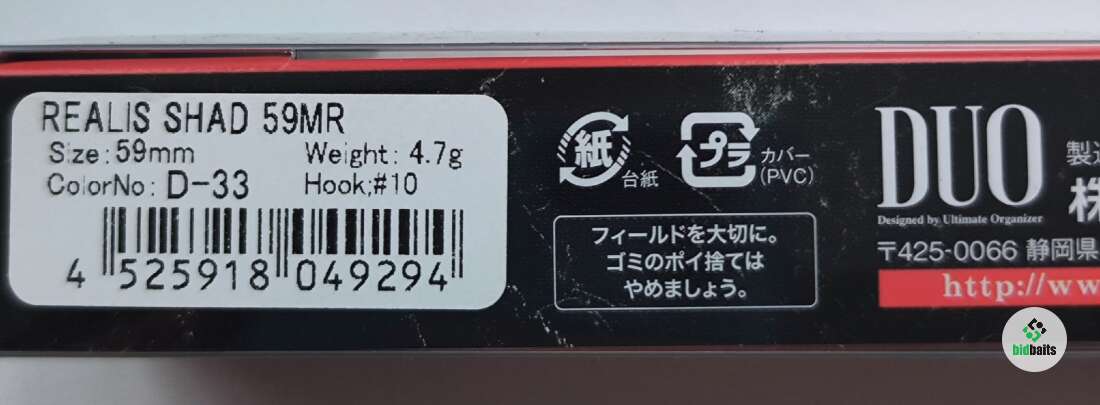 REALIS SHAD 59MR
Size:59mm Weight: 4.7g
ColorNo: D-33 Hook;#10
4 525918 049294
紙
台紙
プラ
カバー
(PVC)
フィールドを大切に。
ゴミのポイ捨ては
やめましょう。
DUO
Designed by Ultimate Organizer
〒425-0066 静岡県
http://ww
bidbaits